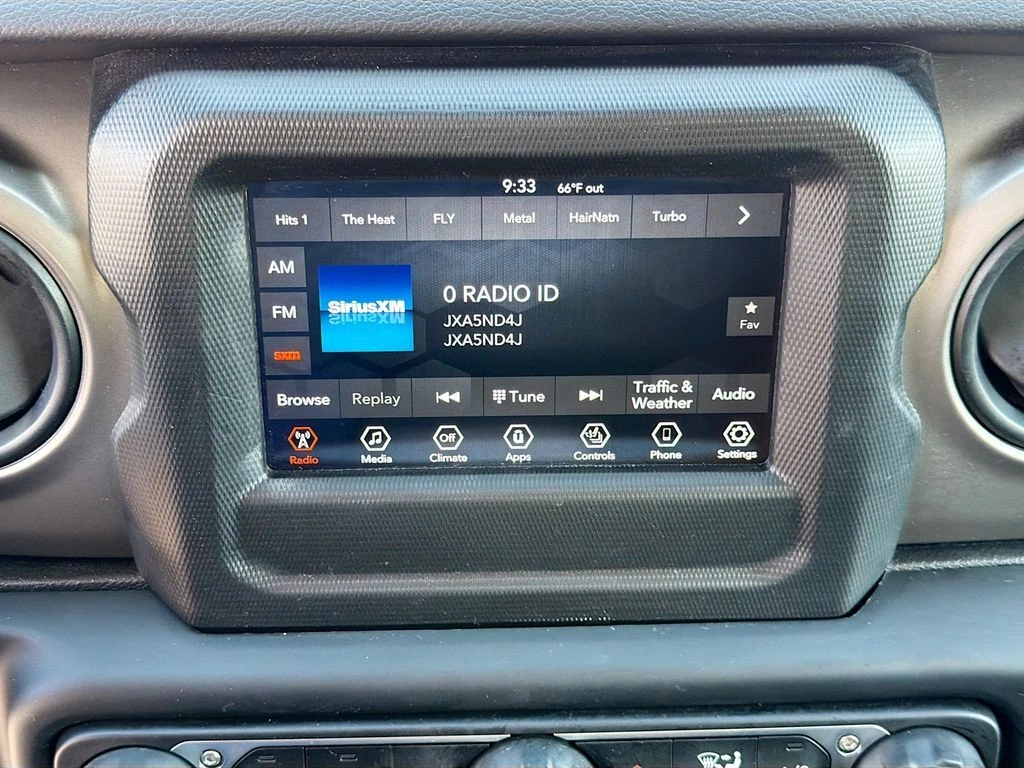 9:33 66°F out
Hits 1 The Heat FLY Metal HairNatn Turbo
AM
FM
sxm
SiriusXM
0 RADIO ID
JXA5ND4J
JXA5ND4J
Fav
Browse Replay Tune Traffic & Weather Audio
Radio Media Off Climate Apps Controls Phone Settings